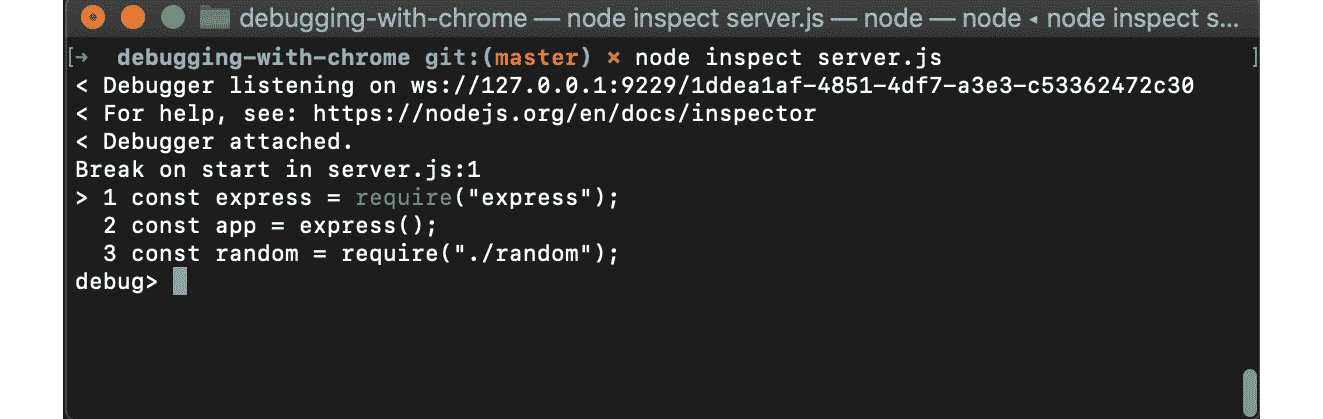 debugging-with-chrome — node inspect server.js — node — node ◂ node inspect s...
[→ debugging-with-chrome git:(master) ✗ node inspect server.js ]
< Debugger listening on ws://127.0.0.1:9229/1ddea1af-4851-4df7-a3e3-c53362472c30
< For help, see: https://nodejs.org/en/docs/inspector
< Debugger attached.
Break on start in server.js:1
> 1 const express = require("express");
2 const app = express();
3 const random = require("./random");
debug>